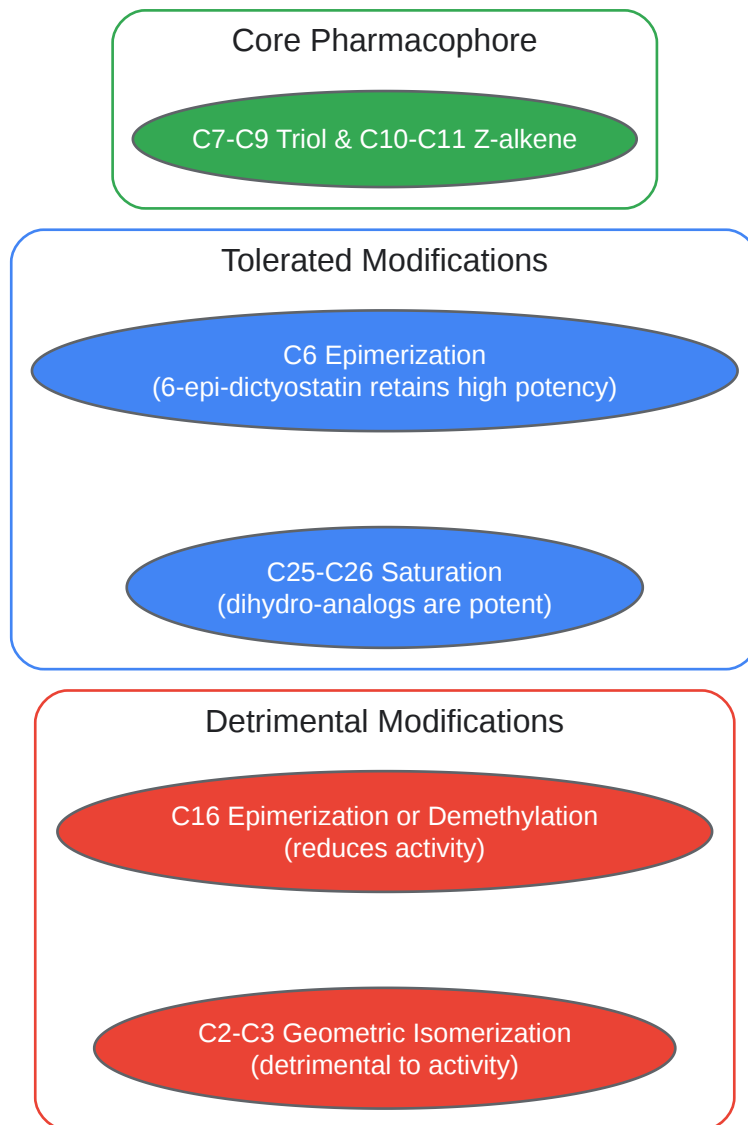 Core Pharmacophore
C7-C9 Triol & C10-C11 Z-alkene
Tolerated Modifications
C6 Epimerization
(6-epi-dictyostatin retains high potency)
C25-C26 Saturation
(dihydro-analogs are potent)
Detrimental Modifications
C16 Epimerization or Demethylation
(reduces activity)
C2-C3 Geometric Isomerization
(detrimental to activity)